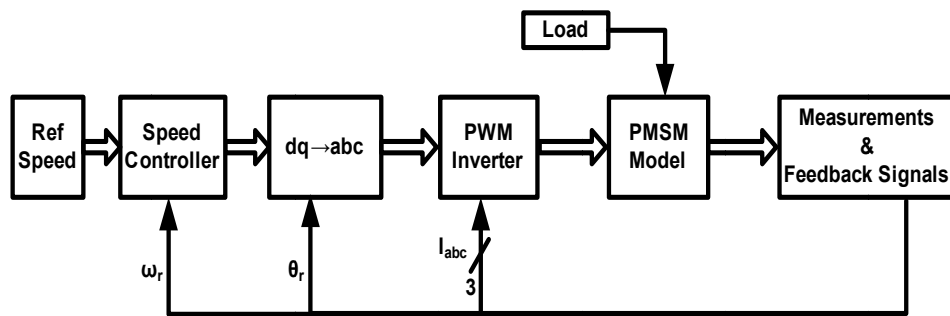 Load
Ref
Speed
Speed
Controller
dq→abc
PWM
Inverter
PMSM
Model
Measurements
&
Feedback Signals
ωr
θr
Iabc
3